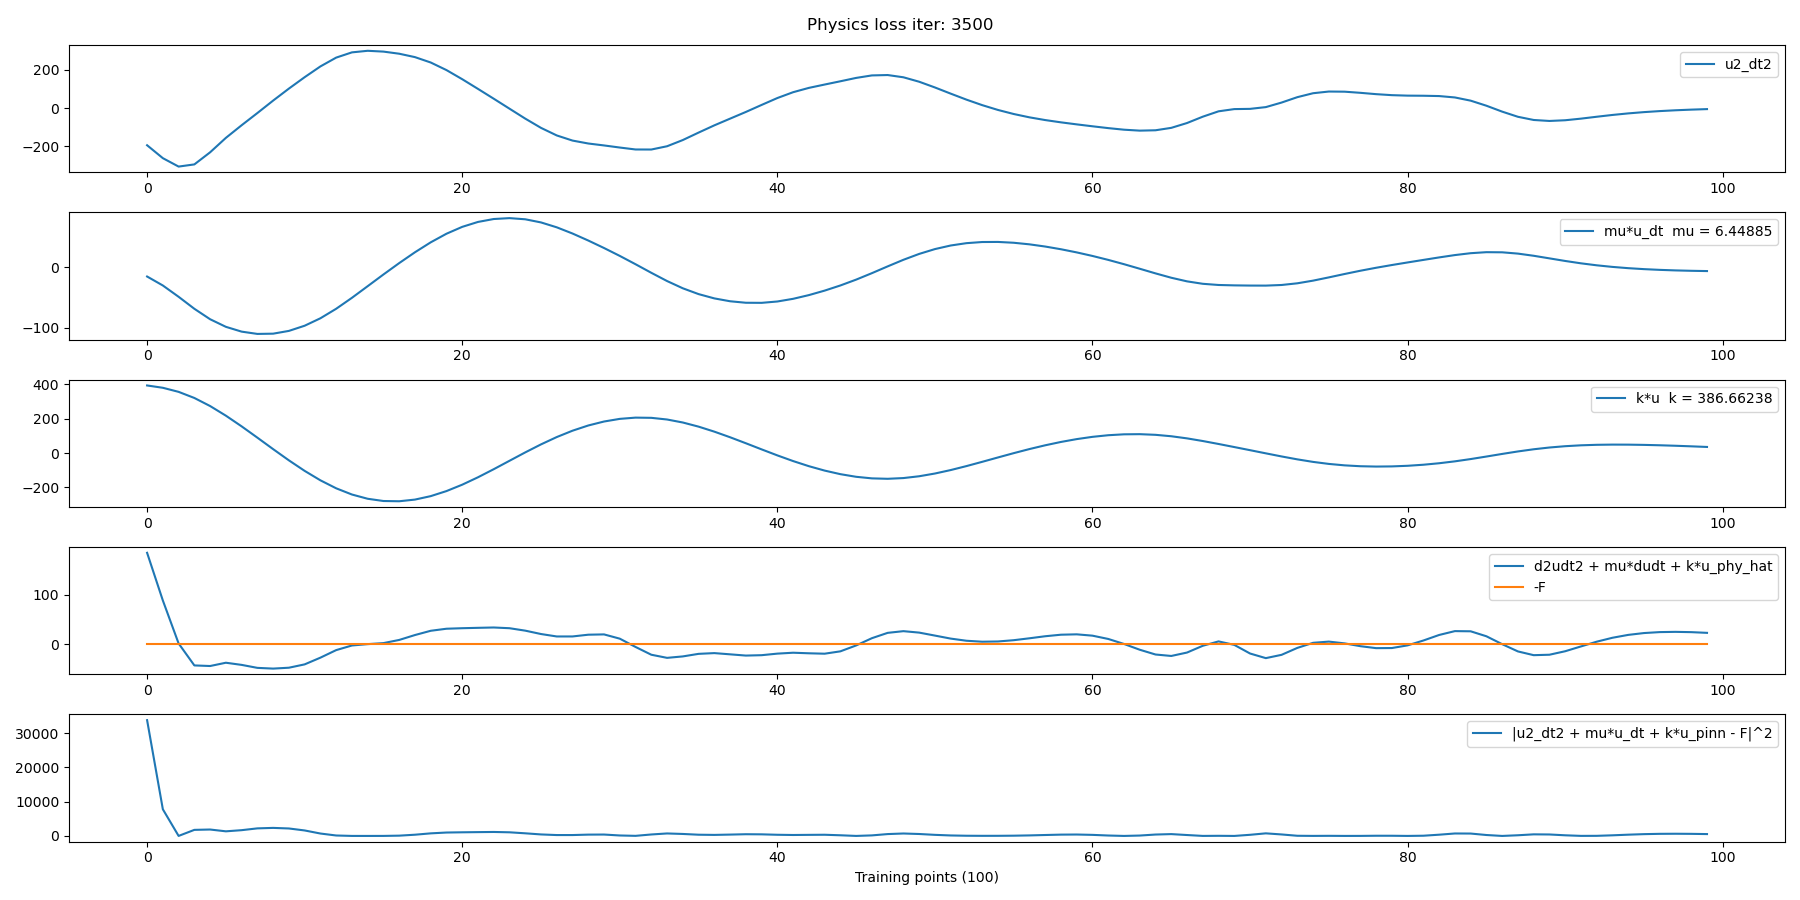 Physics loss iter: 3500
u2_dt2
200
0
−200
0 20 40 60 80 100
mu*u_dt  mu = 6.44885
0
−100
0 20 40 60 80 100
k*u  k = 386.66238
400
200
0
−200
0 20 40 60 80 100
d2udt2 + mu*dudt + k*u_phy_hat
-F
100
0
0 20 40 60 80 100
|u2_dt2 + mu*u_dt + k*u_pinn - F|^2
30000
20000
10000
0
0 20 40 60 80 100
Training points (100)